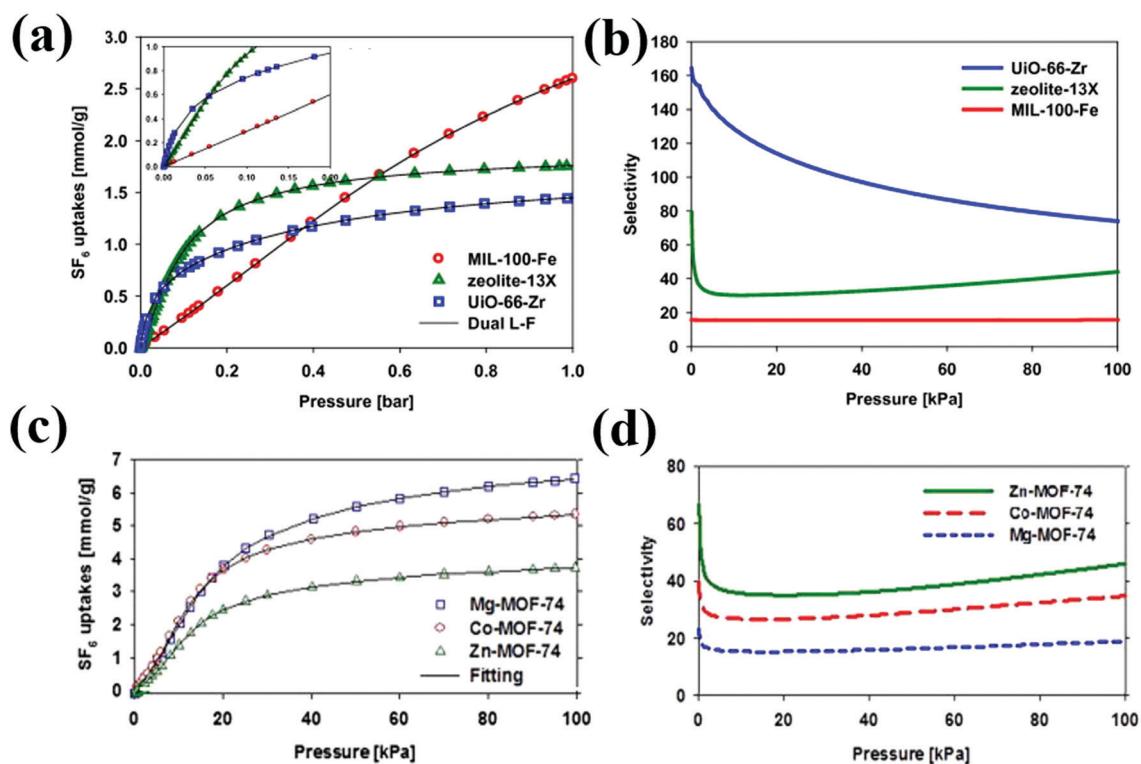 (a)
SF6 uptakes [mmol/g]
3.0
2.5
2.0
1.5
1.0
0.5
0.0
1.0
0.8
0.6
0.4
0.2
0.0
0.00 0.05 0.10 0.15 0.20
MIL-100-Fe
zeolite-13X
UiO-66-Zr
Dual L-F
0.0 0.2 0.4 0.6 0.8 1.0
Pressure [bar]
(b)
Selectivity
180
160
140
120
100
80
60
40
20
0
UiO-66-Zr
zeolite-13X
MIL-100-Fe
0 20 40 60 80 100
Pressure [kPa]
(c)
SF6 uptakes [mmol/g]
7
6
5
4
3
2
1
0
Mg-MOF-74
Co-MOF-74
Zn-MOF-74
Fitting
0 20 40 60 80 100
Pressure [kPa]
(d)
Selectivity
80
60
40
20
0
Zn-MOF-74
Co-MOF-74
Mg-MOF-74
0 20 40 60 80 100
Pressure [kPa]